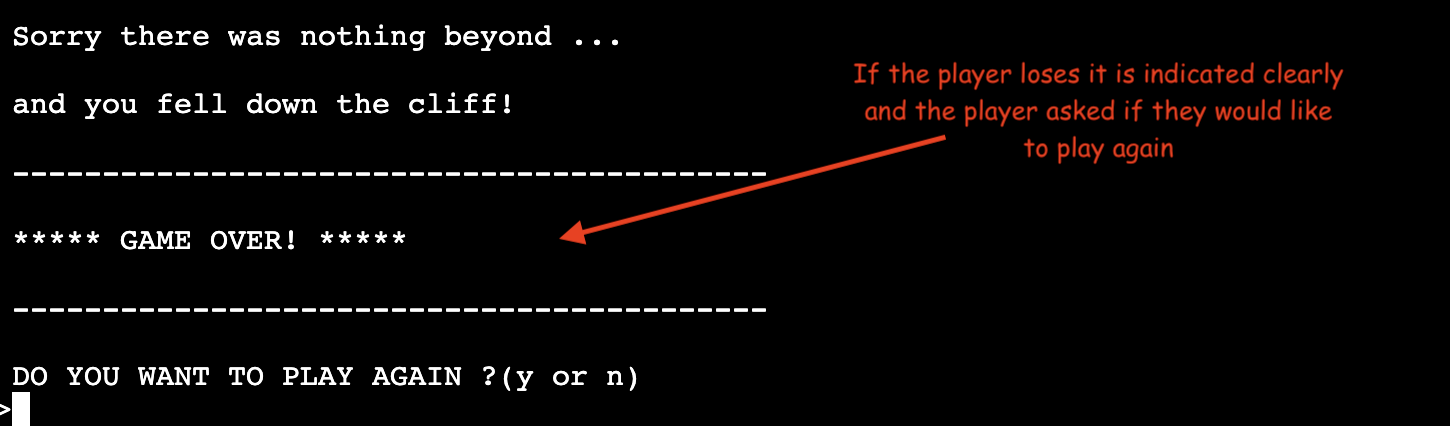 Sorry there was nothing beyond ...
If the player loses it is indicated clearly
and the player asked if they would like
to play again
and you fell down the cliff!
------------------------------------------
***** GAME OVER! *****
------------------------------------------
DO YOU WANT TO PLAY AGAIN ?(y or n)
>